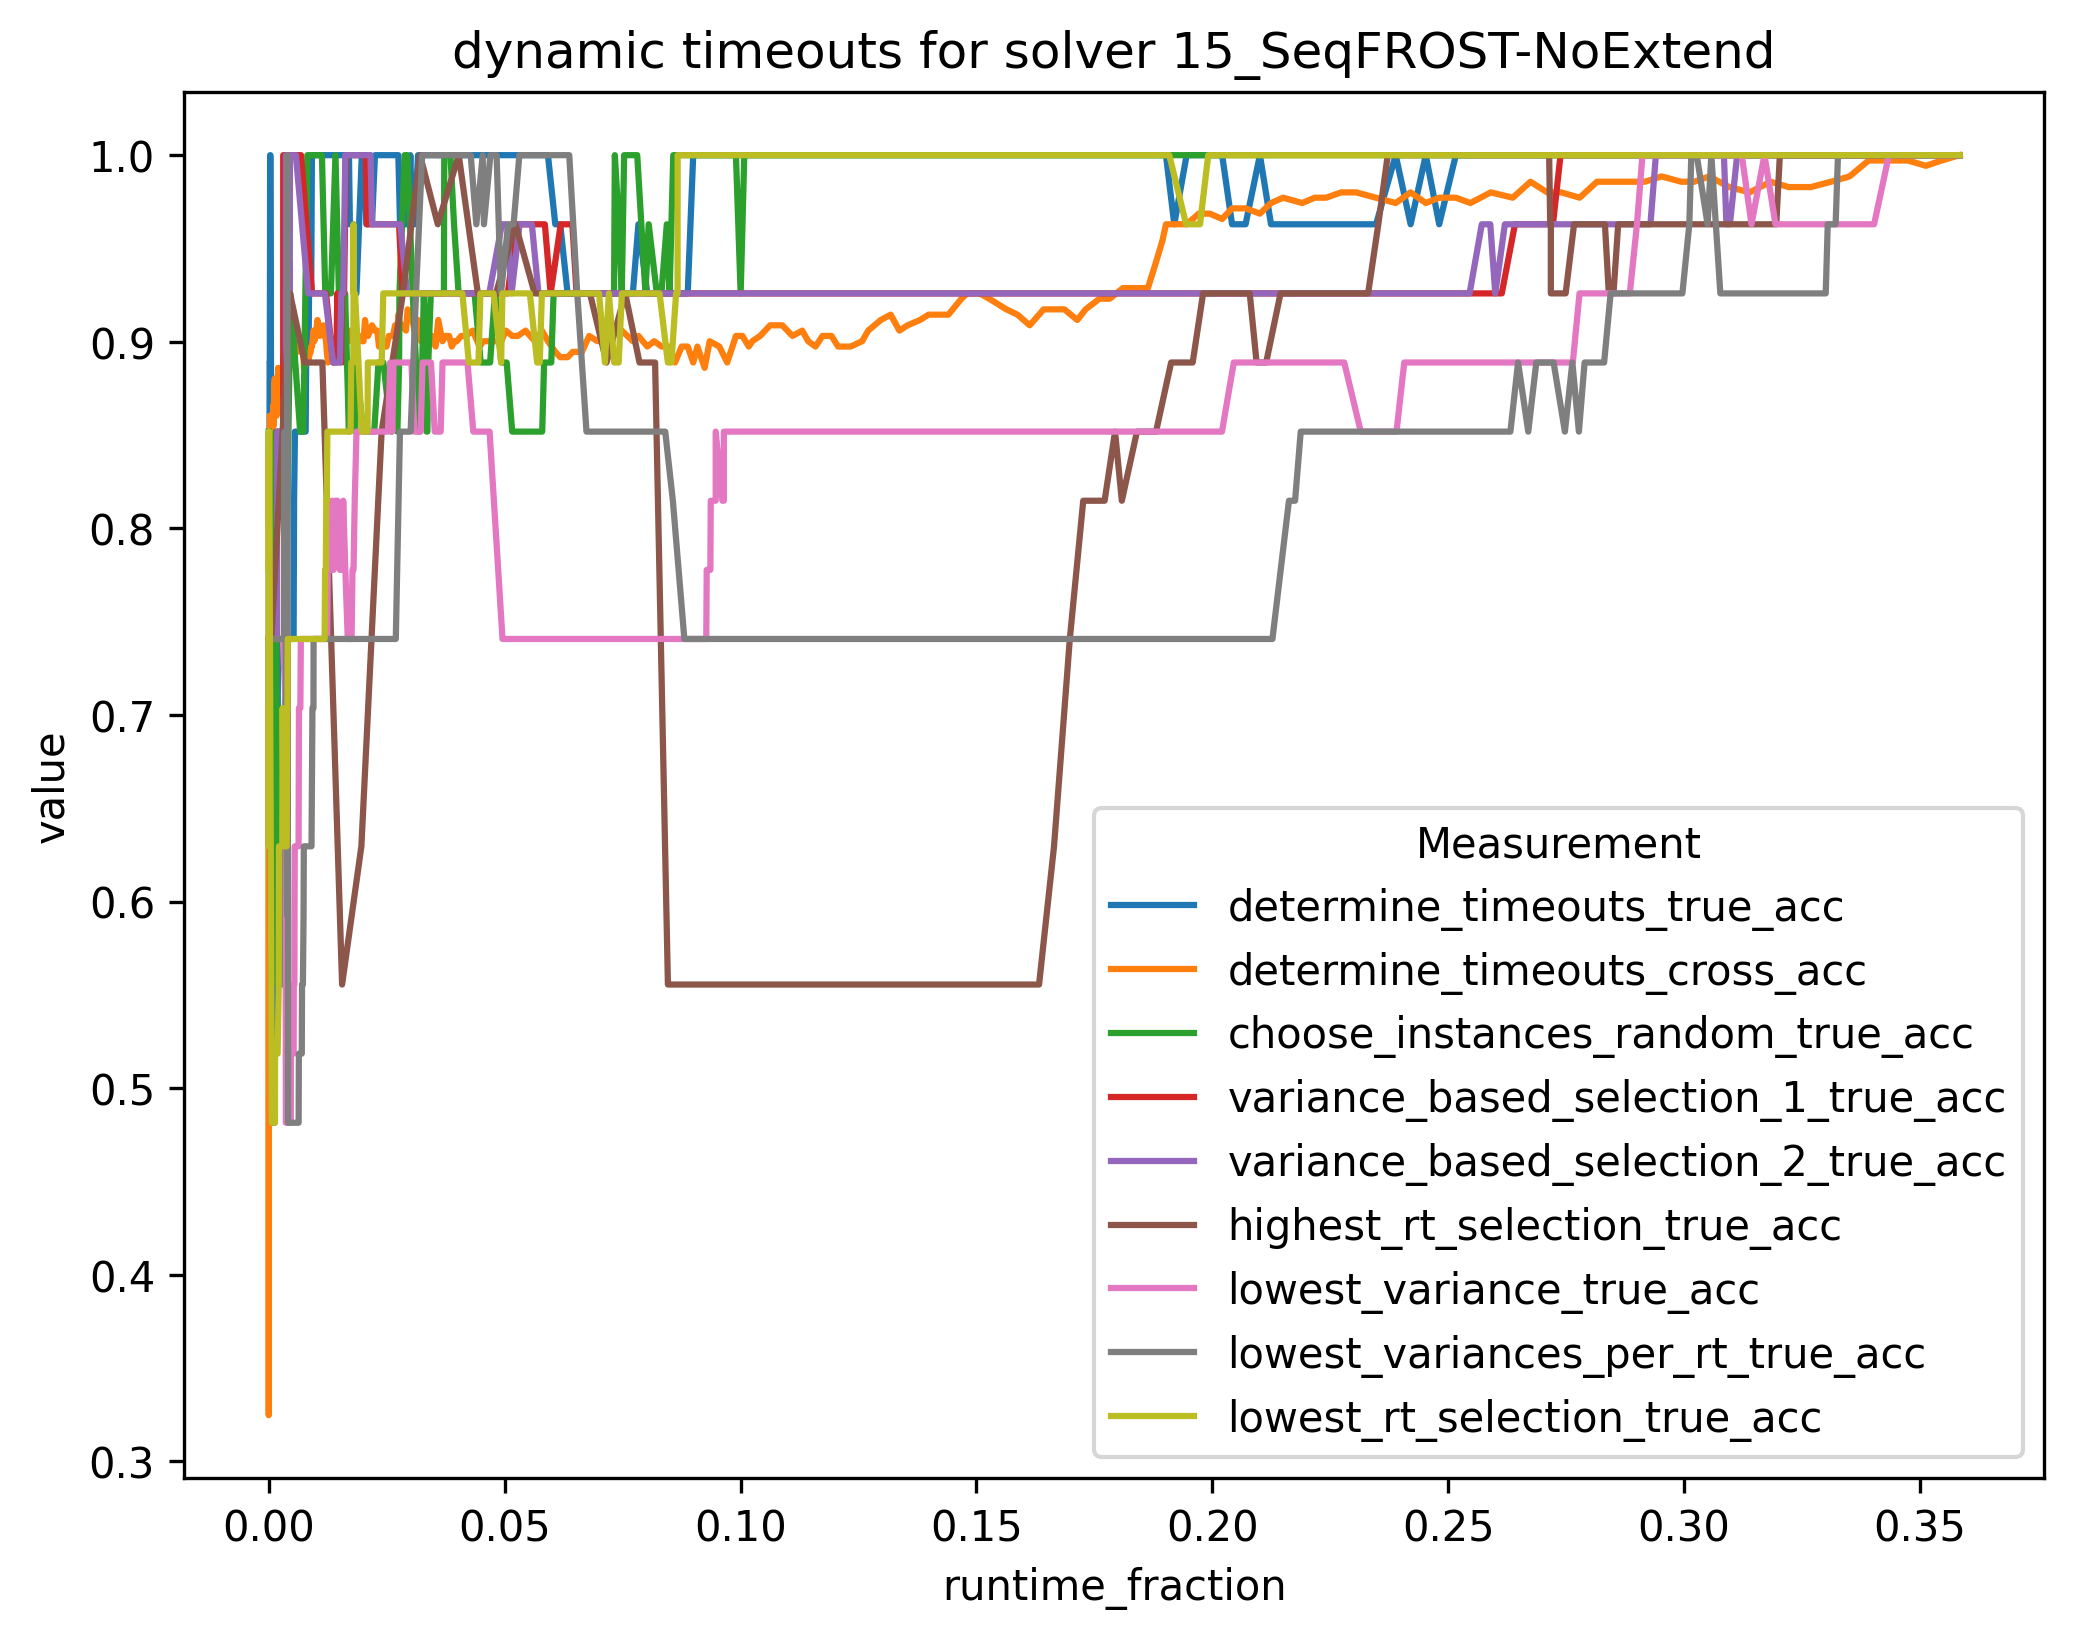 dynamic timeouts for solver 15_SeqFROST-NoExtend
1.0
0.9
0.8
0.7
0.6
0.5
0.4
0.3
value
Measurement
determine_timeouts_true_acc
determine_timeouts_cross_acc
choose_instances_random_true_acc
variance_based_selection_1_true_acc
variance_based_selection_2_true_acc
highest_rt_selection_true_acc
lowest_variance_true_acc
lowest_variances_per_rt_true_acc
lowest_rt_selection_true_acc
0.00 0.05 0.10 0.15 0.20 0.25 0.30 0.35
runtime_fraction